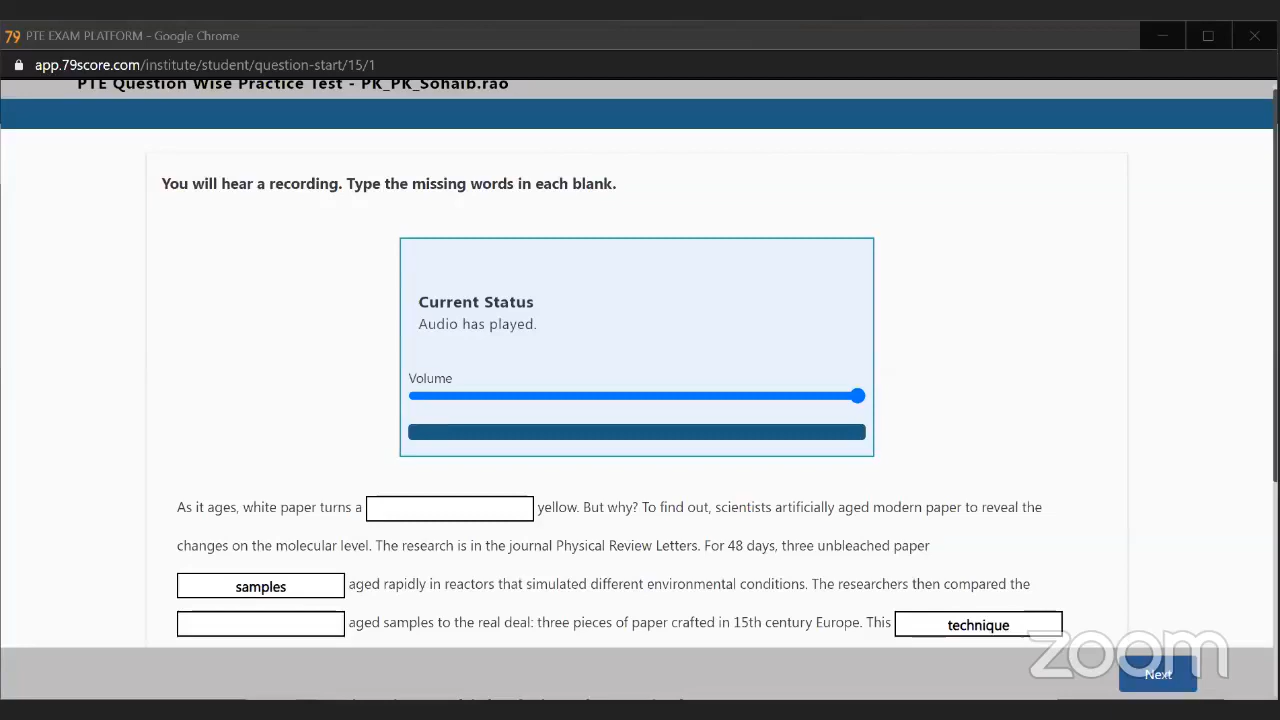 79 PTE EXAM PLATFORM - Google Chrome
app.79score.com/institute/student/question-start/15/1
PTE Question Wise Practice Test - PK_PK_Sohaib.rao
You will hear a recording. Type the missing words in each blank.
Current Status
Audio has played.
Volume
As it ages, white paper turns a yellow. But why? To find out, scientists artificially aged modern paper to reveal the
changes on the molecular level. The research is in the journal Physical Review Letters. For 48 days, three unbleached paper
samples aged rapidly in reactors that simulated different environmental conditions. The researchers then compared the
aged samples to the real deal: three pieces of paper crafted in 15th century Europe. This technique
zoom
Next